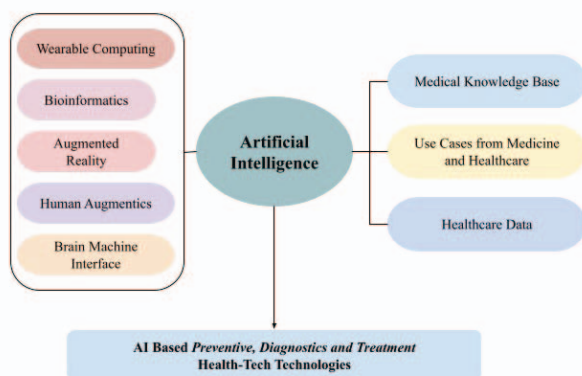 Wearable Computing
Bioinformatics
Augmented
Reality
Human Augmentics
Brain Machine
Interface
Artificial
Intelligence
Medical Knowledge Base
Use Cases from Medicine
and Healthcare
Healthcare Data
AI Based Preventive, Diagnostics and Treatment
Health-Tech Technologies